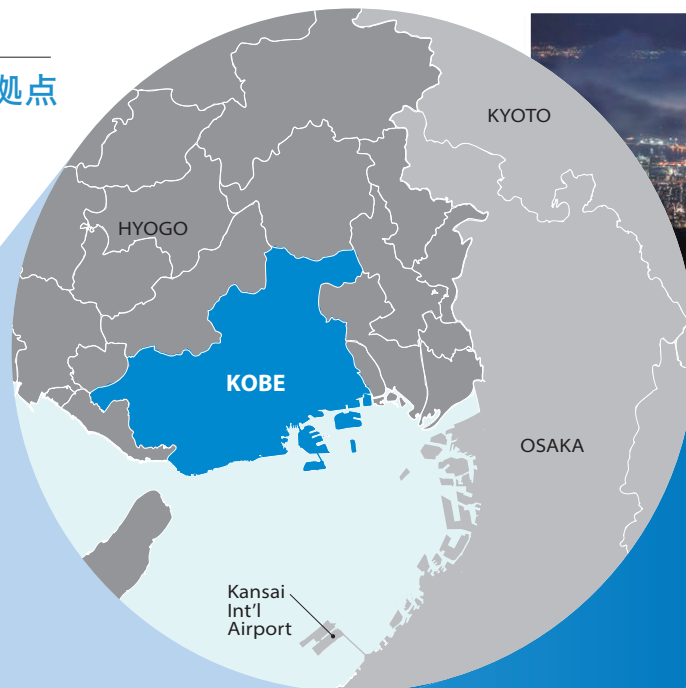 拠点
KYOTO
HYOGO
KOBE
OSAKA
Kansai
Int'l
Airport